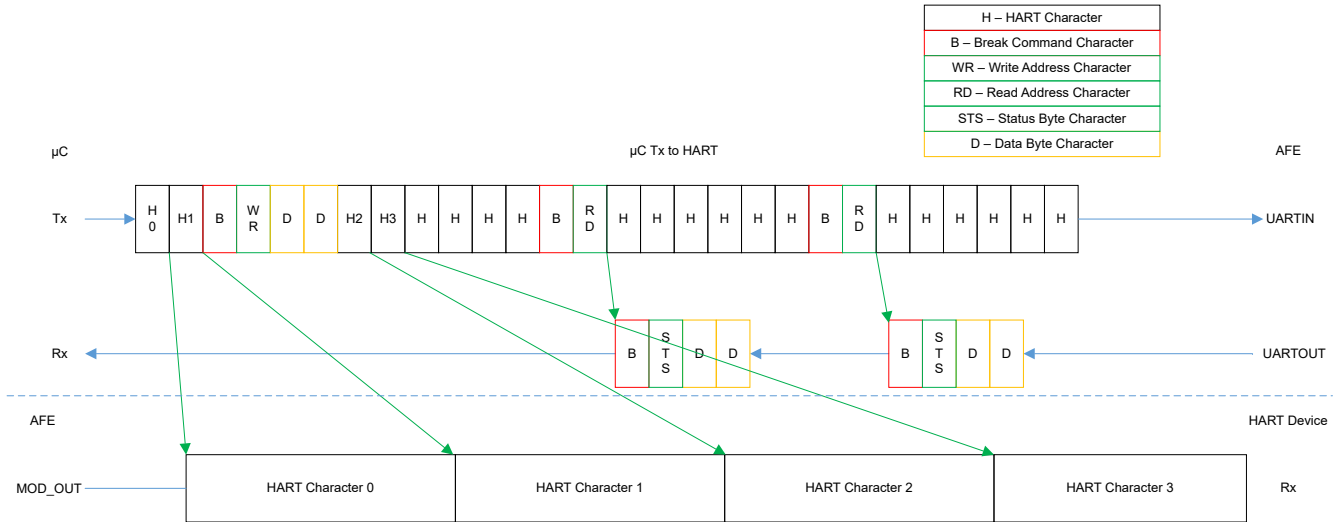 H – HART Character
B – Break Command Character
WR – Write Address Character
RD – Read Address Character
STS – Status Byte Character
D – Data Byte Character
µC
µC Tx to HART
AFE
Tx
H
0
H1
B
W
R
D
D
H2
H3
H
H
H
H
B
R
D
H
H
H
H
H
H
B
R
D
H
H
H
H
H
H
UARTIN
Rx
B
S
T
S
D
D
B
S
T
S
D
D
UARTOUT
AFE
HART Device
MOD_OUT
HART Character 0
HART Character 1
HART Character 2
HART Character 3
Rx